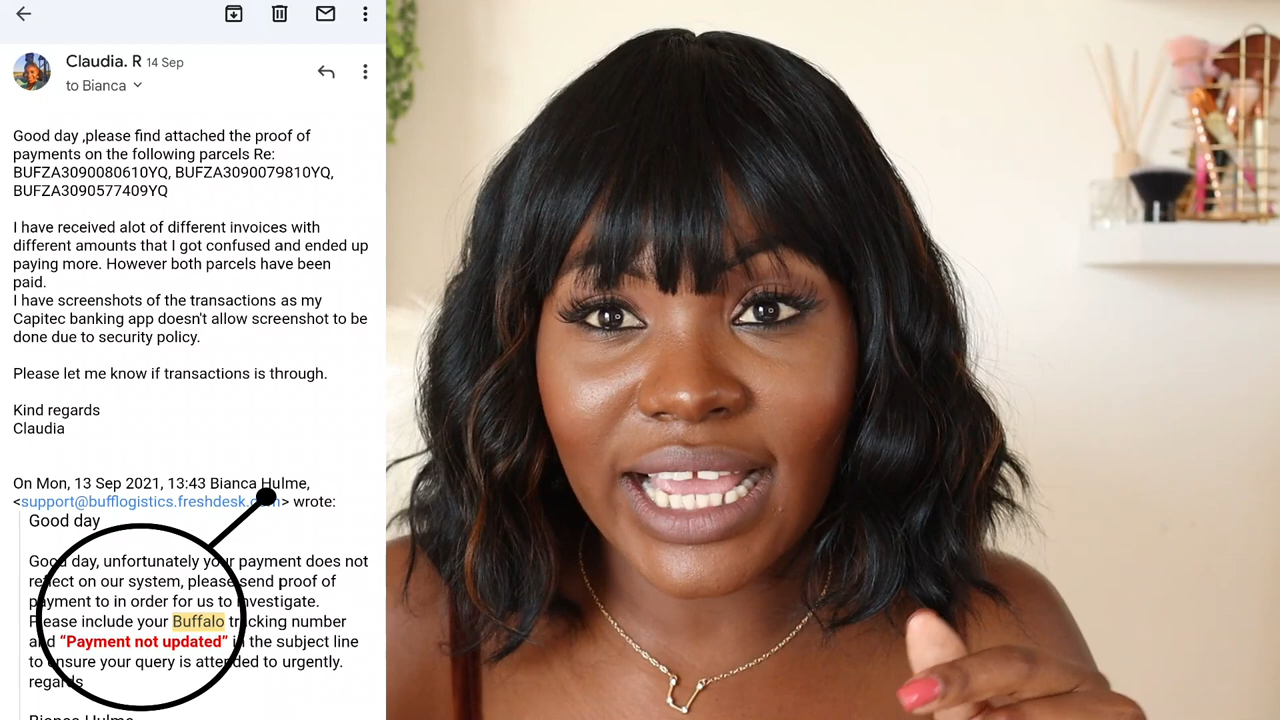 Claudia. R 14 Sep
to Bianca
Good day ,please find attached the proof of
payments on the following parcels Re:
BUFZA3090080610YQ, BUFZA3090079810YQ,
BUFZA3090577409YQ
I have received alot of different invoices with
different amounts that I got confused and ended up
paying more. However both parcels have been
paid.
I have screenshots of the transactions as my
Capitec banking app doesn't allow screenshot to be
done due to security policy.
Please let me know if transactions is through.
Kind regards
Claudia
On Mon, 13 Sep 2021, 13:43 Bianca Hulme,
<support@bufflogistics.freshdesk.com> wrote:
Good day
Good day, unfortunately your payment does not
reflect on our system, please send proof of
payment to in order for us to investigate.
Please include your Buffalo tracking number
and “Payment not updated” in the subject line
to ensure your query is attended to urgently.
regards
Bianca Hulme